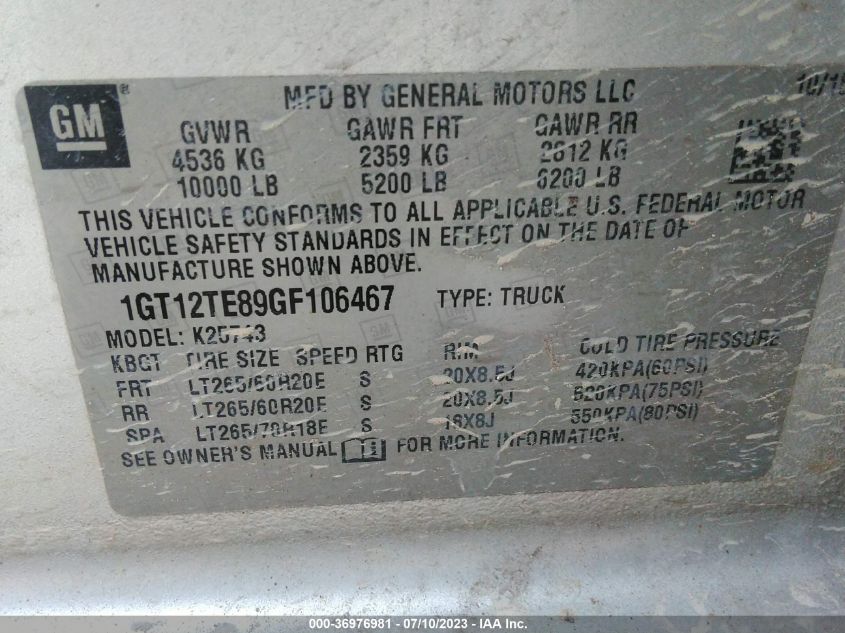 GM
®
MFD BY GENERAL MOTORS LLC
10/15
GVWR GAWR FRT GAWR RR
4536 KG 2359 KG 2812 KG
10000 LB 5200 LB 6200 LB
THIS VEHICLE CONFORMS TO ALL APPLICABLE U.S. FEDERAL MOTOR
VEHICLE SAFETY STANDARDS IN EFFECT ON THE DATE OF
MANUFACTURE SHOWN ABOVE.
1GT12TE89GF106467 TYPE: TRUCK
MODEL: K25743
KBGT TIRE SIZE SPEED RTG RIM COLD TIRE PRESSURE
FRT LT265/60R20E S 20X8.5J 420KPA(60PSI)
RR LT265/60R20E S 20X8.5J 520KPA(75PSI)
SPA LT265/70R18E S 18X8J 550KPA(80PSI)
SEE OWNER'S MANUAL FOR MORE INFORMATION.
000-36976981 - 07/10/2023 - IAA Inc.